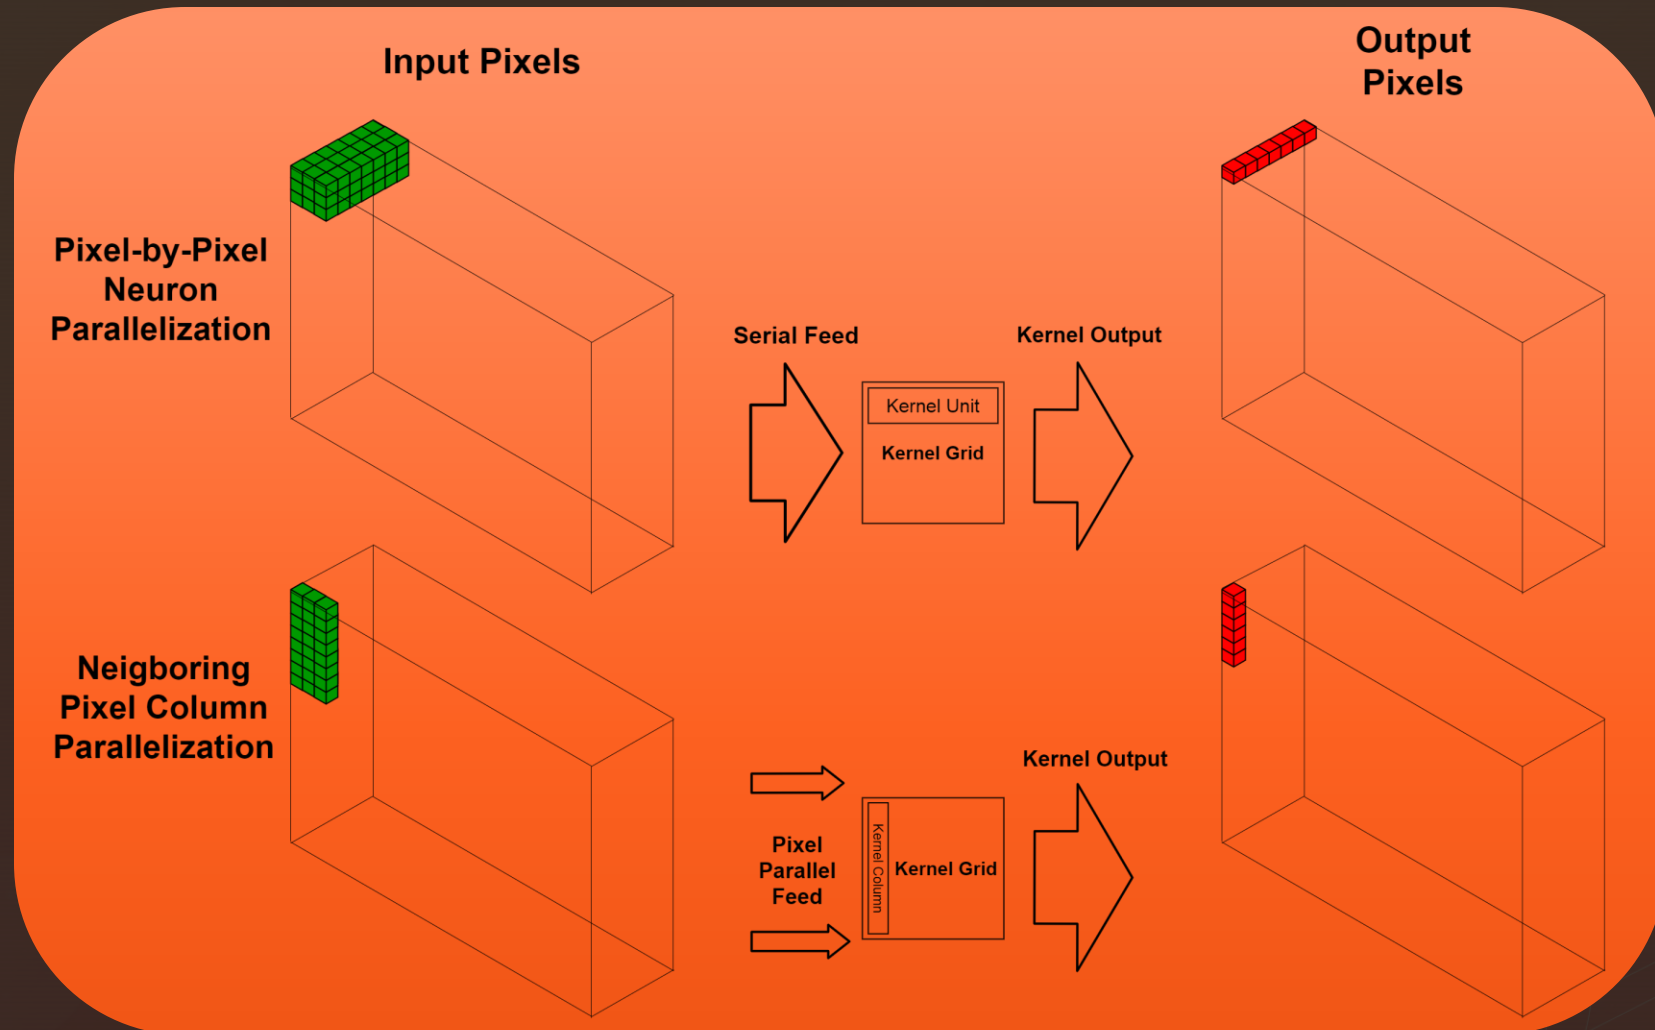 Input Pixels
Output
Pixels
Pixel-by-Pixel
Neuron
Parallelization
Serial Feed
Kernel Output
Kernel Unit
Kernel Grid
Neigboring
Pixel Column
Parallelization
Kernel Output
Pixel
Parallel
Feed
Kernel Column
Kernel Grid